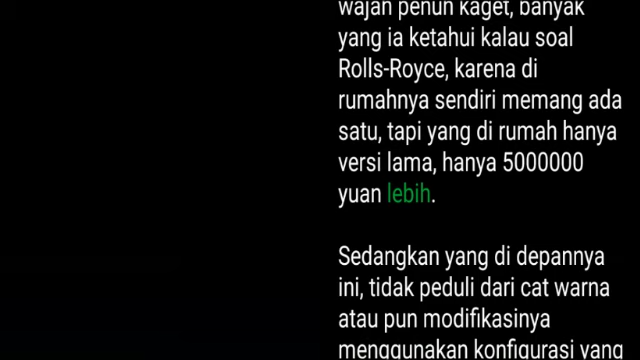 wajah penuh kaget, banyak
yang ia ketahui kalau soal
Rolls-Royce, karena di
rumahnya sendiri memang ada
satu, tapi yang di rumah hanya
versi lama, hanya 5000000
yuan lebih.
Sedangkan yang di depannya
ini, tidak peduli dari cat warna
atau pun modifikasinya
menggunakan konfigurasi yang